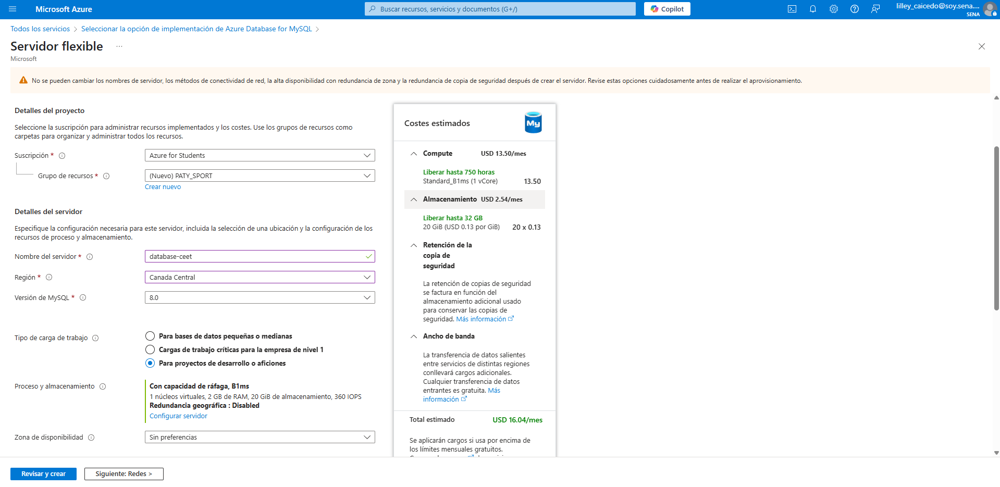 Microsoft Azure
Buscar recursos, servicios y documentos (G+/)
Copilot
lilley_caicedo@soy.sena....
SENA
Todos los servicios > Seleccionar la opción de implementación de Azure Database for MySQL >
Servidor flexible ...
Microsoft
No se pueden cambiar los nombres de servidor, los métodos de conectividad de red, la alta disponibilidad con redundancia de zona y la redundancia de copia de seguridad después de crear el servidor. Revise estas opciones cuidadosamente antes de realizar el aprovisionamiento.
Detalles del proyecto
Seleccione la suscripción para administrar recursos implementados y los costes. Use los grupos de recursos como
carpetas para organizar y administrar todos los recursos.
Suscripción *
Azure for Students
Grupo de recursos *
(Nuevo) PATY_SPORT
Crear nuevo
Detalles del servidor
Especifique la configuración necesaria para este servidor, incluida la selección de una ubicación y la configuración de los
recursos de proceso y almacenamiento.
Nombre del servidor *
database-ceet
Región *
Canada Central
Versión de MySQL *
8.0
Tipo de carga de trabajo
Para bases de datos pequeñas o medianas
Cargas de trabajo críticas para la empresa de nivel 1
Para proyectos de desarrollo o aficiones
Proceso y almacenamiento
Con capacidad de ráfaga, B1ms
1 núcleos virtuales, 2 GB de RAM, 20 GiB de almacenamiento, 360 IOPS
Redundancia geográfica : Disabled
Configurar servidor
Zona de disponibilidad
Sin preferencias
Costes estimados
My
Compute USD 13.50/mes
Liberar hasta 750 horas
Standard_B1ms (1 vCore) 13.50
Almacenamiento USD 2.54/mes
Liberar hasta 32 GB
20 GiB (USD 0.13 por GiB) 20 x 0.13
Retención de la
copia de
seguridad
La retención de copias de seguridad
se factura en función del
almacenamiento adicional usado
para conservar las copias de
seguridad. Más información
Ancho de banda
La transferencia de datos salientes
entre servicios de distintas regiones
conllevará cargos adicionales.
Cualquier transferencia de datos
entrantes es gratuita. Más
información
Total estimado USD 16.04/mes
Se aplicarán cargos si usa por encima de
los límites mensuales gratuitos.
Revisar y crear
Siguiente: Redes >